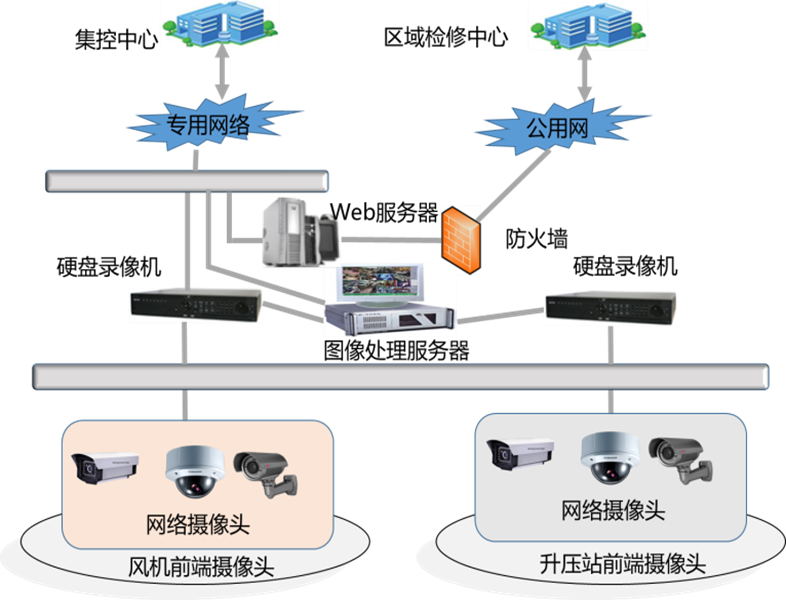 集控中心
区域检修中心
专用网络
公用网
Web服务器
防火墙
硬盘录像机
硬盘录像机
图像处理服务器
网络摄像头
网络摄像头
风机前端摄像头
升压站前端摄像头